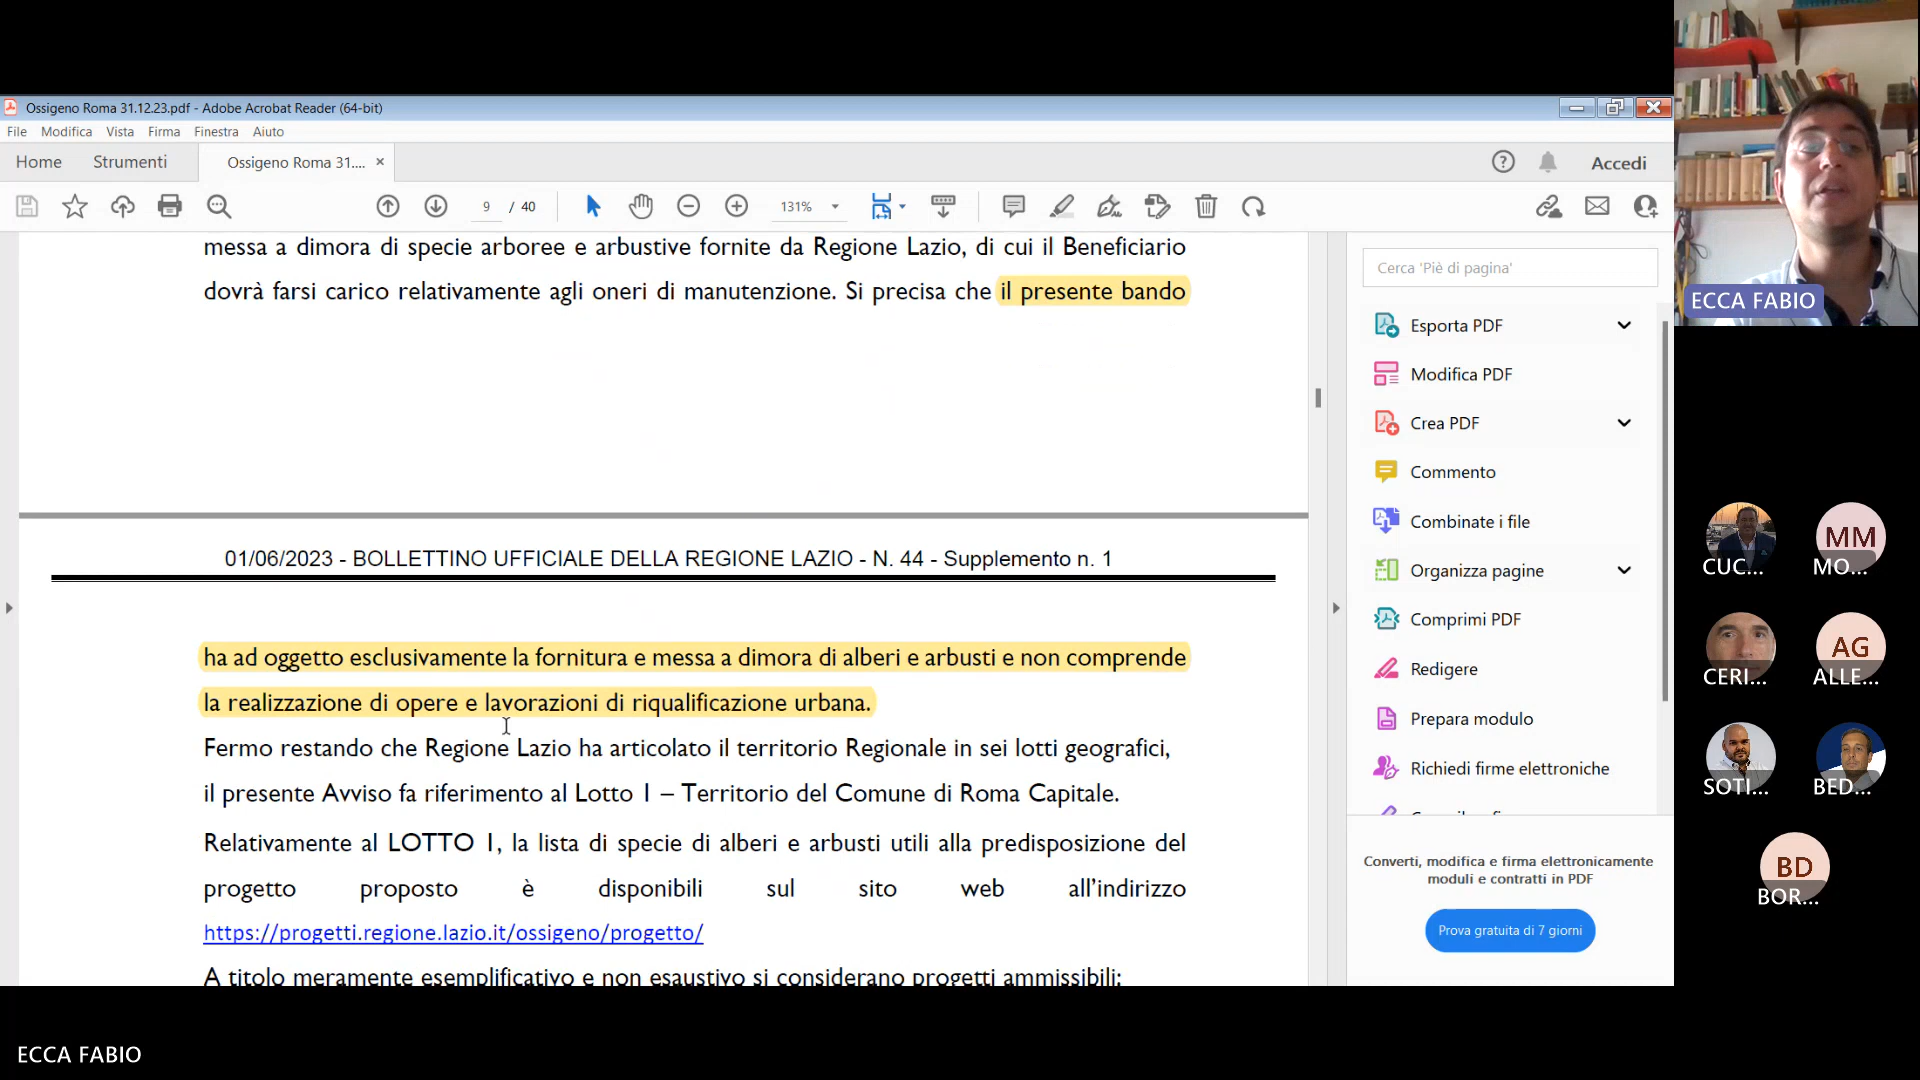 Ossigeno Roma 31.12.23.pdf - Adobe Acrobat Reader (64-bit)
File Modifica Vista Firma Finestra Aiuto
Home Strumenti Ossigeno Roma 31.... × Accedi
9 / 40 131%
messa a dimora di specie arboree e arbustive fornite da Regione Lazio, di cui il Beneficiario
dovrà farsi carico relativamente agli oneri di manutenzione. Si precisa che il presente bando
01/06/2023 - BOLLETTINO UFFICIALE DELLA REGIONE LAZIO - N. 44 - Supplemento n. 1
ha ad oggetto esclusivamente la fornitura e messa a dimora di alberi e arbusti e non comprende
la realizzazione di opere e lavorazioni di riqualificazione urbana.
Fermo restando che Regione Lazio ha articolato il territorio Regionale in sei lotti geografici,
il presente Avviso fa riferimento al Lotto 1 – Territorio del Comune di Roma Capitale.
Relativamente al LOTTO 1, la lista di specie di alberi e arbusti utili alla predisposizione del
progetto proposto è disponibili sul sito web all'indirizzo
https://progetti.regione.lazio.it/ossigeno/progetto/
A titolo meramente esemplificativo e non esaustivo si considerano progetti ammissibili:
Cerca 'Piè di pagina'
Esporta PDF
Modifica PDF
Crea PDF
Commento
Combinate i file
Organizza pagine
Comprimi PDF
Redigere
Prepara modulo
Richiedi firme elettroniche
Converti, modifica e firma elettronicamente
moduli e contratti in PDF
Prova gratuita di 7 giorni
ECCA FABIO
CUC...
MM
MO...
CERI...
AG
ALLE...
SOTI...
BED...
BD
BOR...
ECCA FABIO